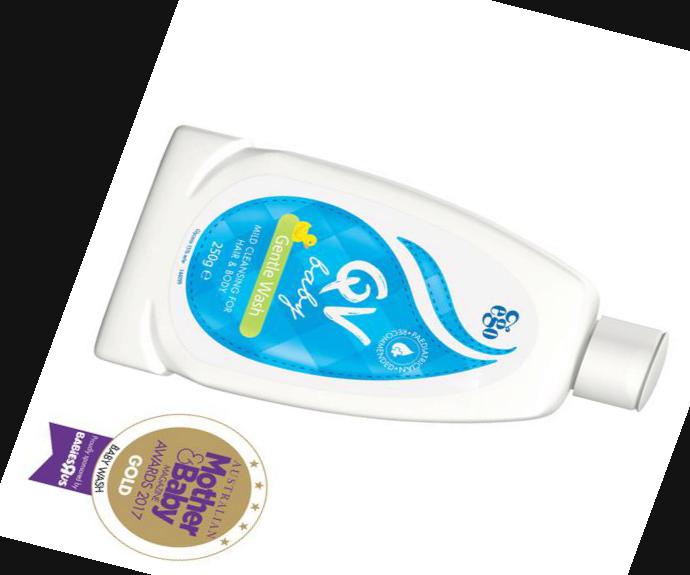 ego
PAEDIATRICIAN • RECOMMENDED •
QV
baby
Gentle Wash
MILD CLEANSING FOR
HAIR & BODY
250g e
AUSTRALIAN
Mother
& Baby
MAGAZINE
AWARDS 2017
GOLD
BABY WASH
Proudly sponsored by
BABIES R US